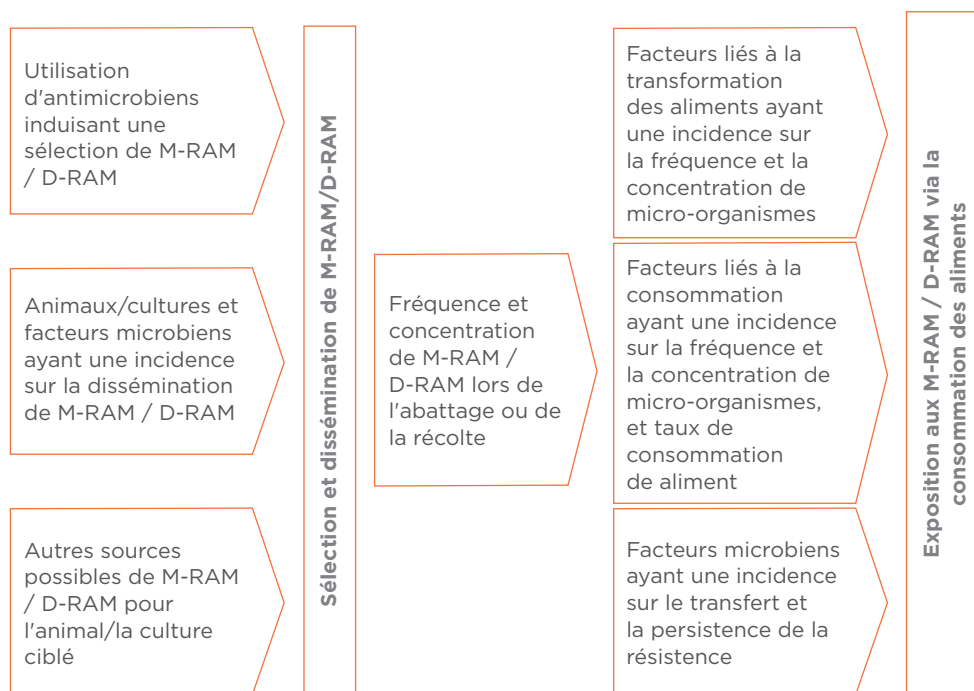 Utilisation
d'antimicrobiens
induisant une
sélection de M-RAM
/ D-RAM
Animaux/cultures et
facteurs microbiens
ayant une incidence
sur la dissémination
de M-RAM / D-RAM
Autres sources
possibles de M-RAM
/ D-RAM pour
l'animal/la culture
ciblé
Sélection et dissémination de M-RAM/D-RAM
Fréquence et
concentration
de M-RAM /
D-RAM lors de
l'abattage ou de
la récolte
Facteurs liés à la
transformation
des aliments ayant
une incidence sur
la fréquence et la
concentration de
micro-organismes
Facteurs liés à la
consommation
ayant une incidence
sur la fréquence et
la concentration de
micro-organismes,
et taux de
consommation
de aliment
Facteurs microbiens
ayant une incidence
sur le transfert et
la persistence de la
résistence
Exposition aux M-RAM / D-RAM via la
consommation des aliments